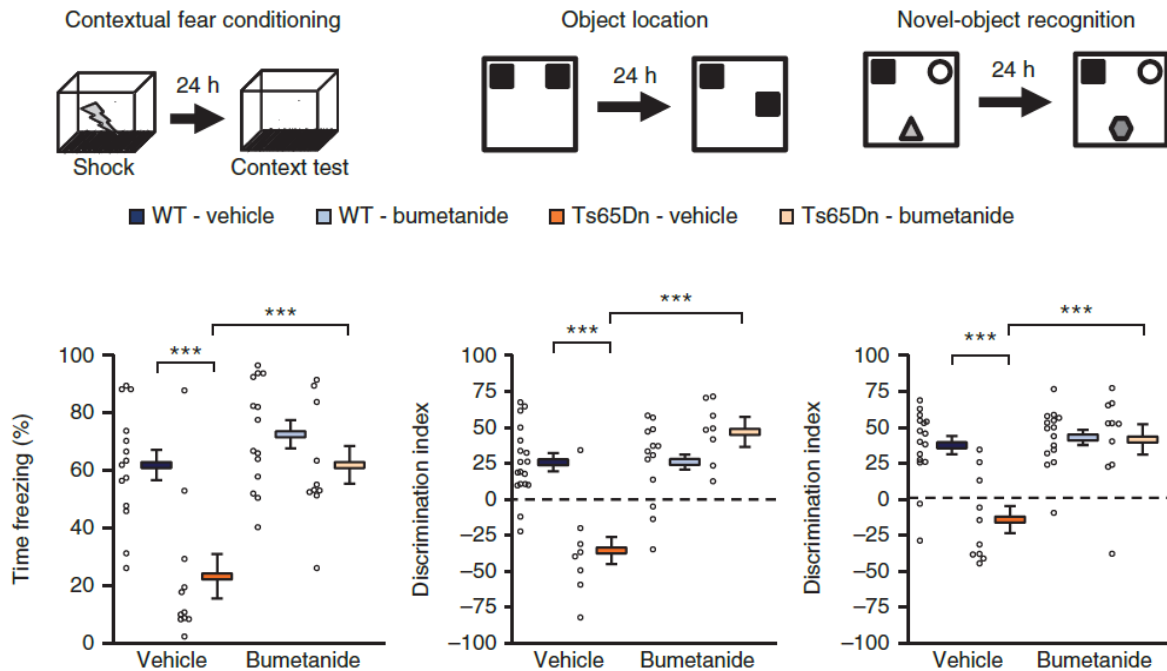 Contextual fear conditioning
Object location
Novel-object recognition
24 h
24 h
24 h
Shock
Context test
WT - vehicle
WT - bumetanide
Ts65Dn - vehicle
Ts65Dn - bumetanide
***
***
100
80
60
40
20
0
Time freezing (%)
Vehicle
Bumetanide
***
***
100
75
50
25
0
–25
–50
–75
–100
Discrimination index
Vehicle
Bumetanide
***
***
100
75
50
25
0
–25
–50
–75
–100
Discrimination index
Vehicle
Bumetanide